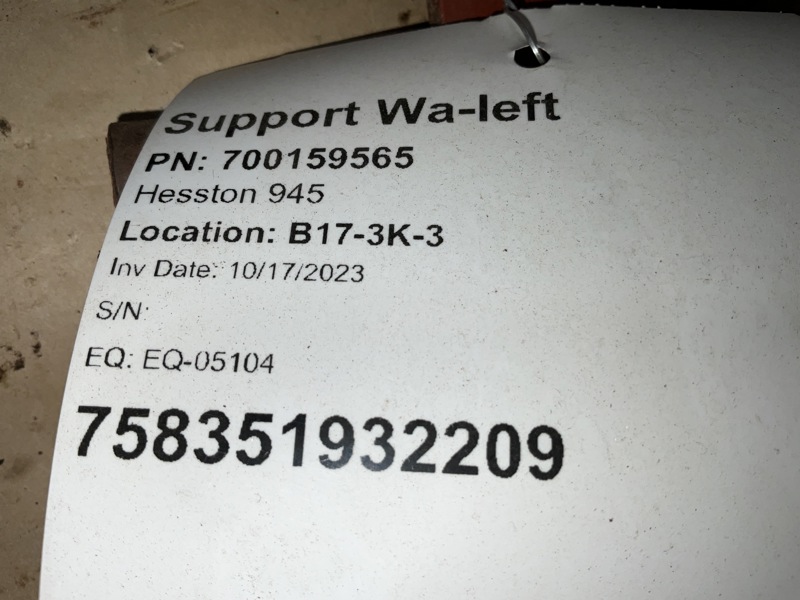 Support Wa-left
PN: 700159565
Hesston 945
Location: B17-3K-3
Inv Date: 10/17/2023
S/N:
EQ: EQ-05104
758351932209